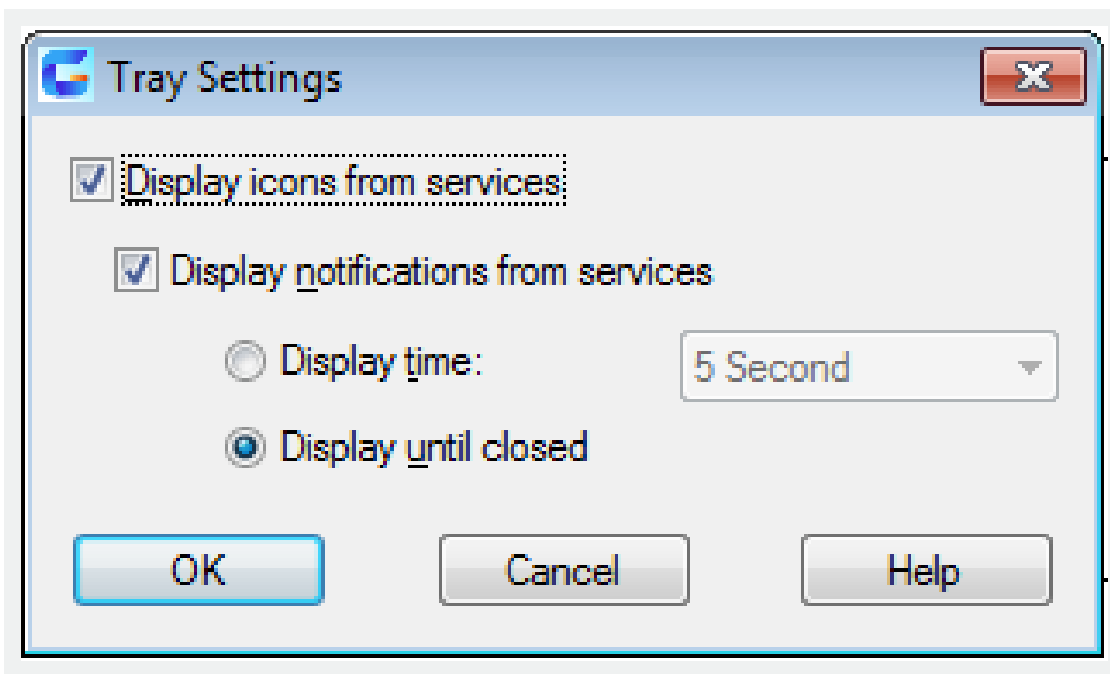 Tray Settings
Display icons from services
Display notifications from services
Display time: 5 Second
Display until closed
OK Cancel Help